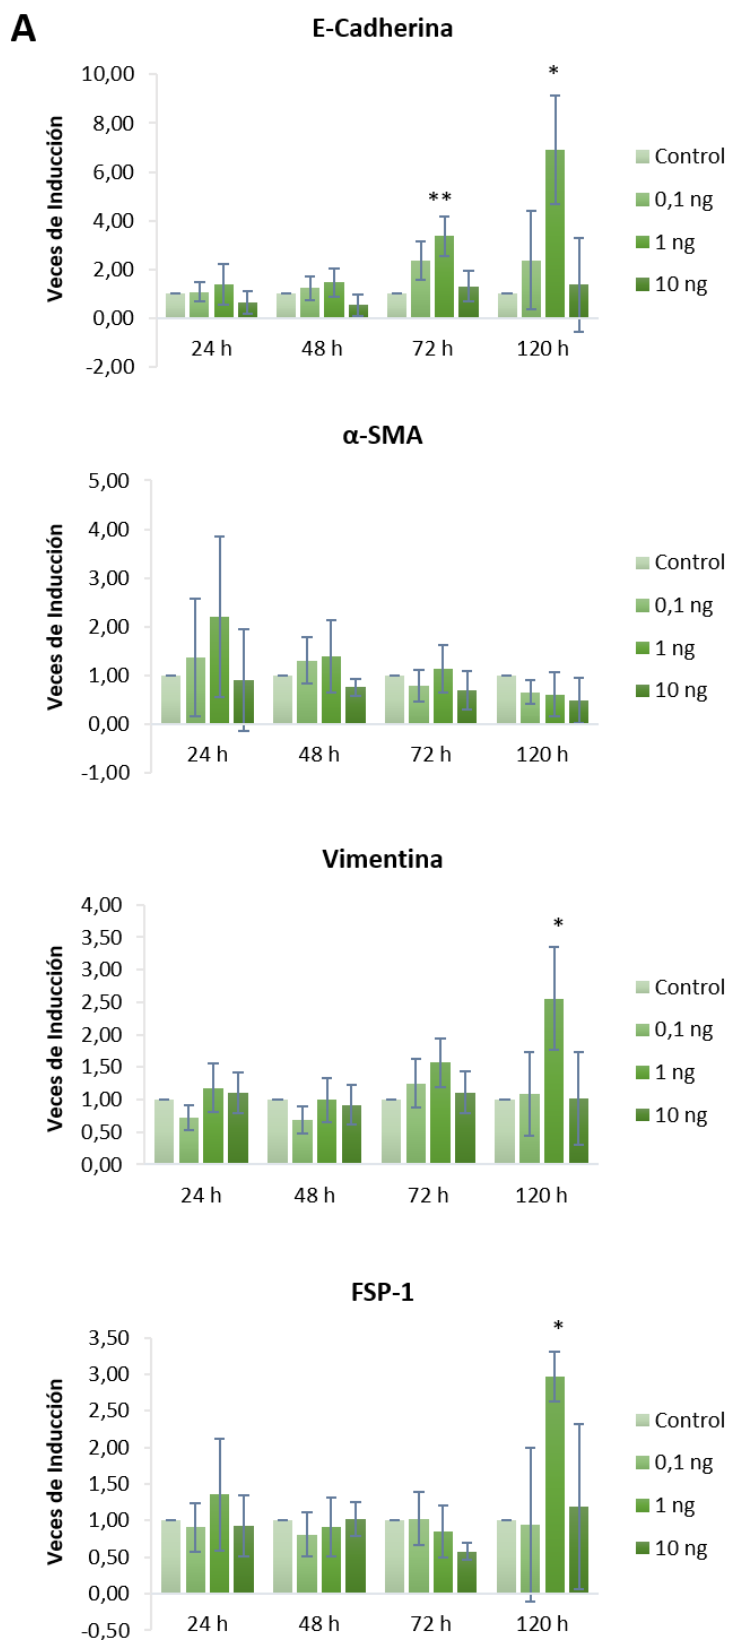 A
E-Cadherina
Veces de Inducción
10,00
8,00
6,00
4,00
2,00
0,00
-2,00
**
*
24 h 48 h 72 h 120 h
Control
0,1 ng
1 ng
10 ng
α-SMA
Veces de Inducción
5,00
4,00
3,00
2,00
1,00
0,00
-1,00
24 h 48 h 72 h 120 h
Control
0,1 ng
1 ng
10 ng
Vimentina
Veces de Inducción
4,00
3,50
3,00
2,50
2,00
1,50
1,00
0,50
0,00
*
24 h 48 h 72 h 120 h
Control
0,1 ng
1 ng
10 ng
FSP-1
Veces de Inducción
3,50
3,00
2,50
2,00
1,50
1,00
0,50
0,00
-0,50
*
24 h 48 h 72 h 120 h
Control
0,1 ng
1 ng
10 ng